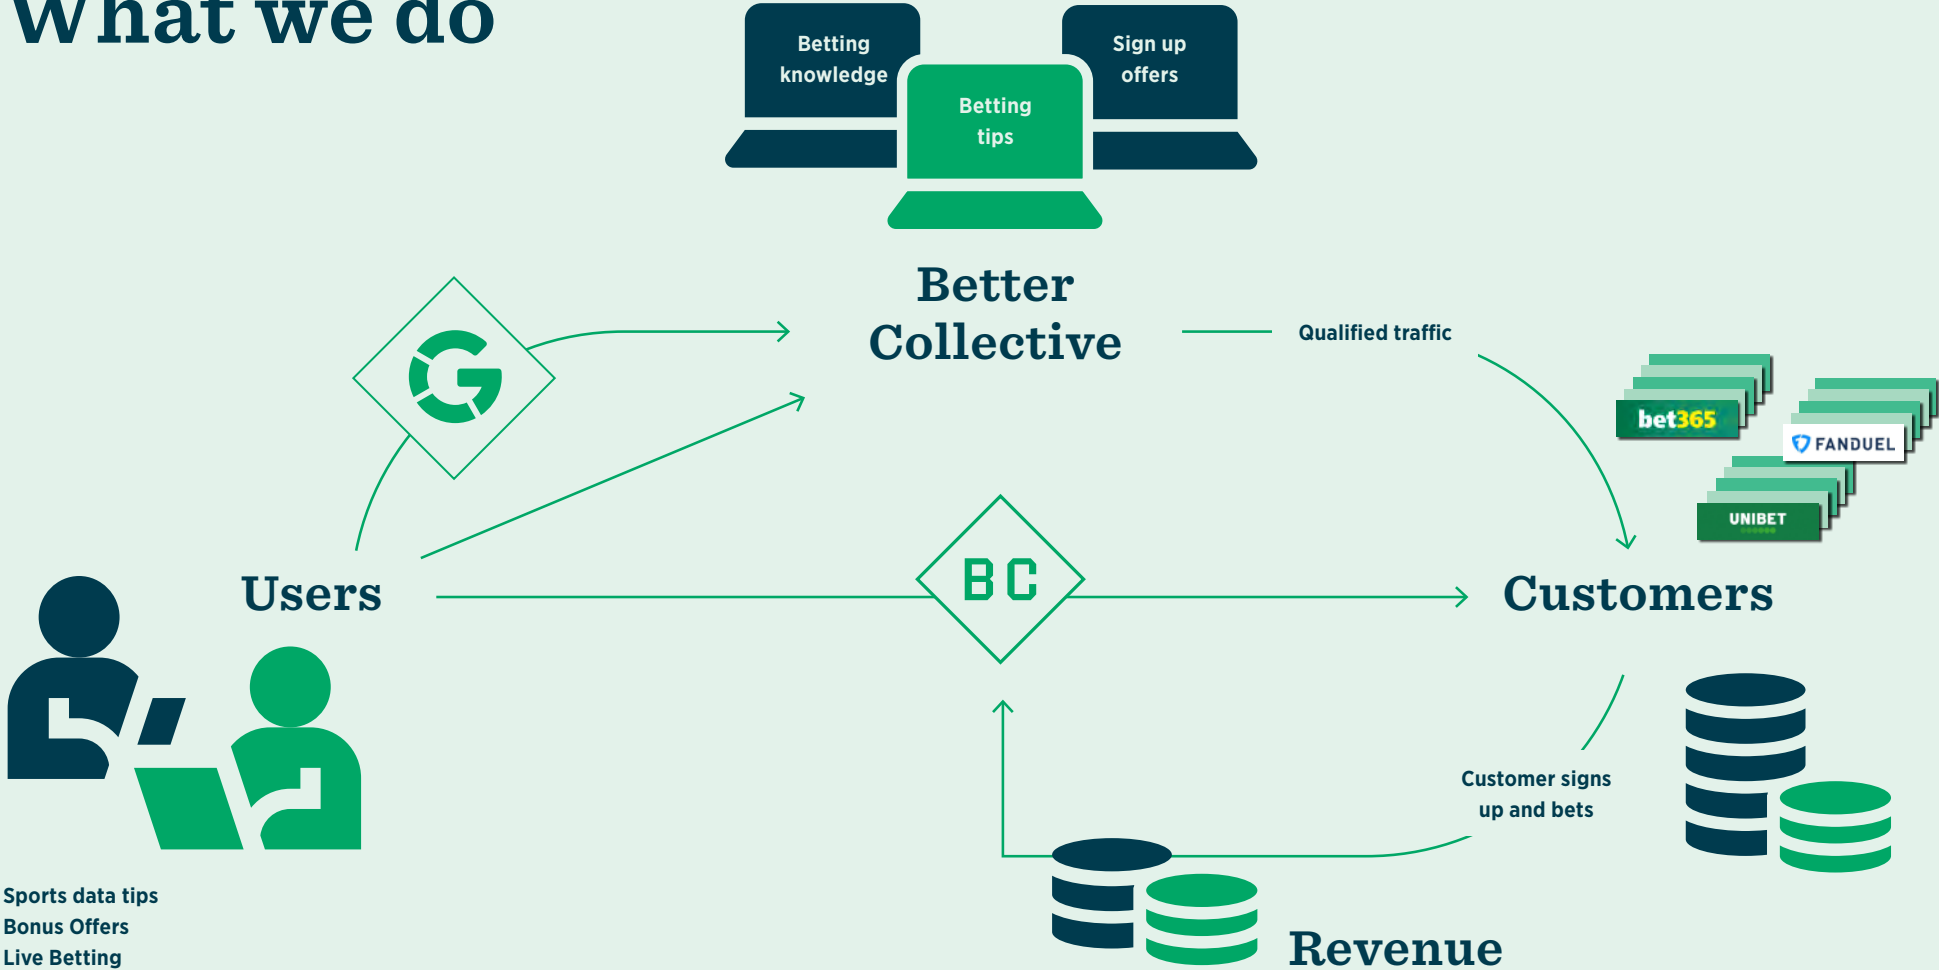 What we do
Betting
knowledge
Sign up
offers
Betting
tips
Better
Collective
Qualified traffic
bet365
FANDUEL
UNIBET
G
BC
Users
Customers
Customer signs
up and bets
Revenue
Sports data tips
Bonus Offers
Live Betting